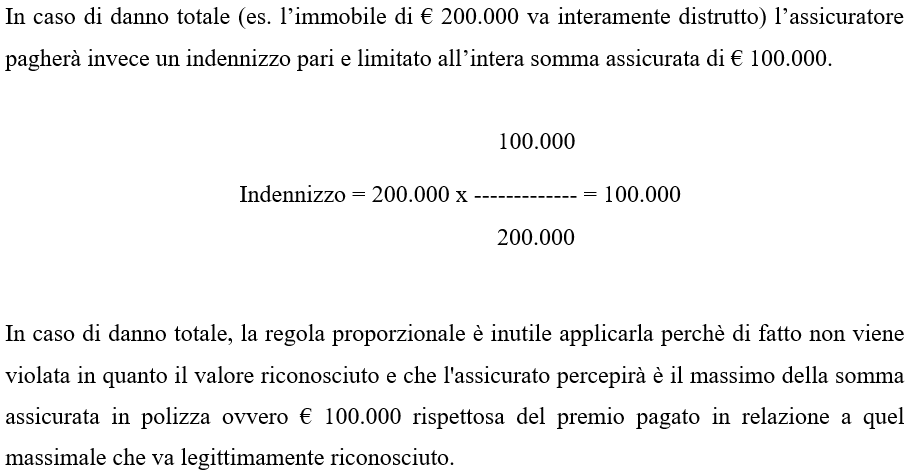 In caso di danno totale (es. l’immobile di € 200.000 va interamente distrutto) l’assicuratore
pagherà invece un indennizzo pari e limitato all’intera somma assicurata di € 100.000.
100.000
Indennizzo = 200.000 x ------------- = 100.000
200.000
In caso di danno totale, la regola proporzionale è inutile applicarla perchè di fatto non viene
violata in quanto il valore riconosciuto e che l'assicurato percepirà è il massimo della somma
assicurata in polizza ovvero € 100.000 rispettosa del premio pagato in relazione a quel
massimale che va legittimamente riconosciuto.